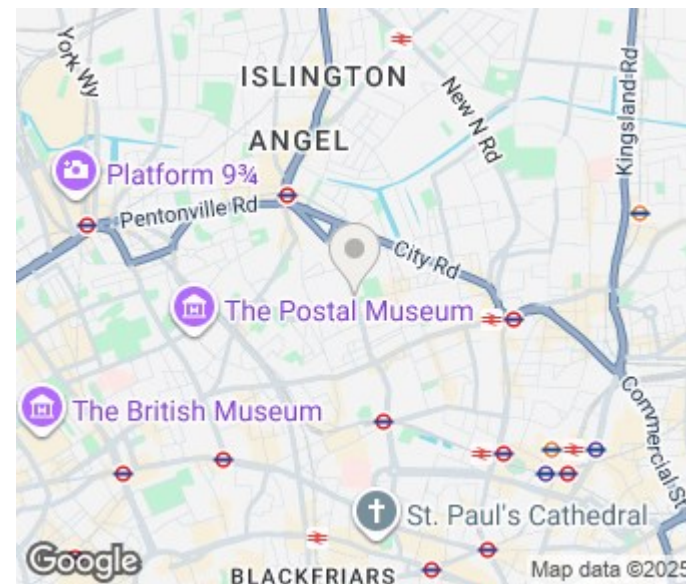 York Wy
ISLINGTON
New N Rd
Kingsland Rd
ANGEL
Platform 9¾
Pentonville Rd
City Rd
The Postal Museum
The British Museum
Commercial St
St. Paul's Cathedral
Google
BLACKFRIARS
Map data ©2025